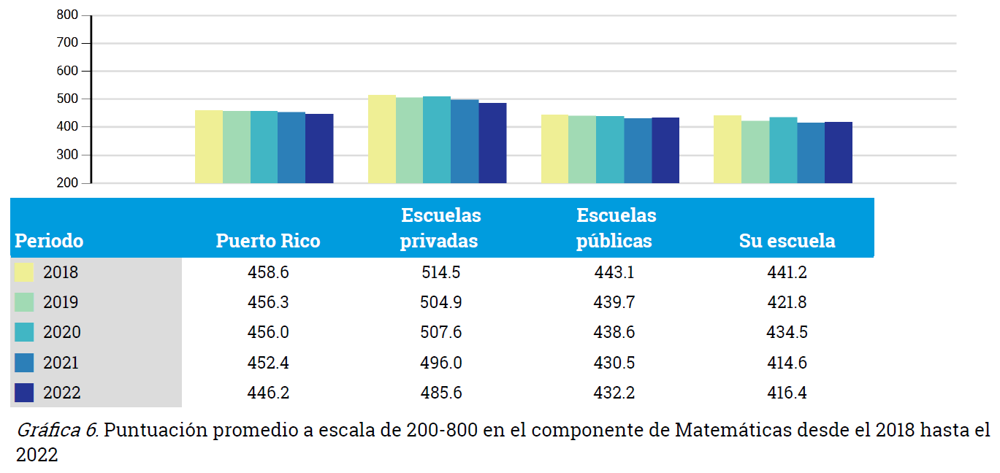 800
700
600
500
400
300
200
Periodo Puerto Rico Escuelas privadas Escuelas públicas Su escuela
2018 458.6 514.5 443.1 441.2
2019 456.3 504.9 439.7 421.8
2020 456.0 507.6 438.6 434.5
2021 452.4 496.0 430.5 414.6
2022 446.2 485.6 432.2 416.4
Gráfica 6. Puntuación promedio a escala de 200-800 en el componente de Matemáticas desde el 2018 hasta el
2022